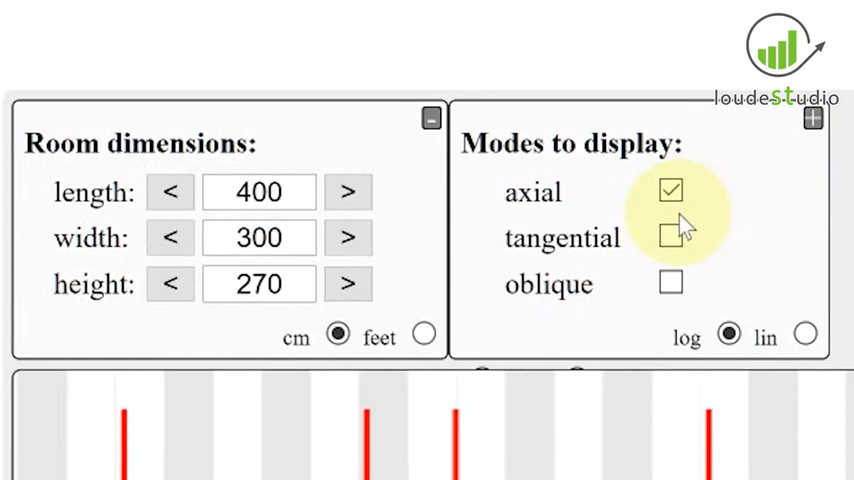 loudeStudio
Room dimensions: -
length: < 400 >
width: < 300 >
height: < 270 >
cm feet
Modes to display: +
axial
tangential
oblique
log lin